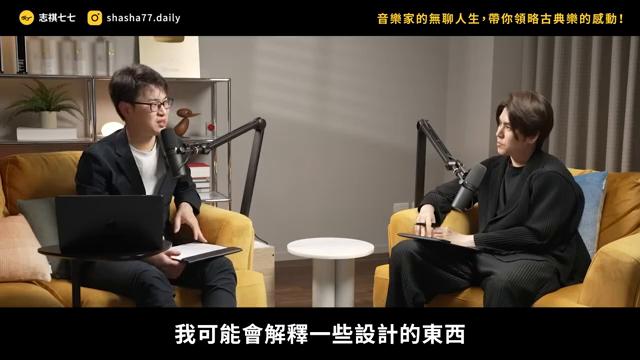 志祺七七
shasha77.daily
音樂家的無聊人生，帶你領略古典樂的感動！
我可能會解釋一些設計的東西